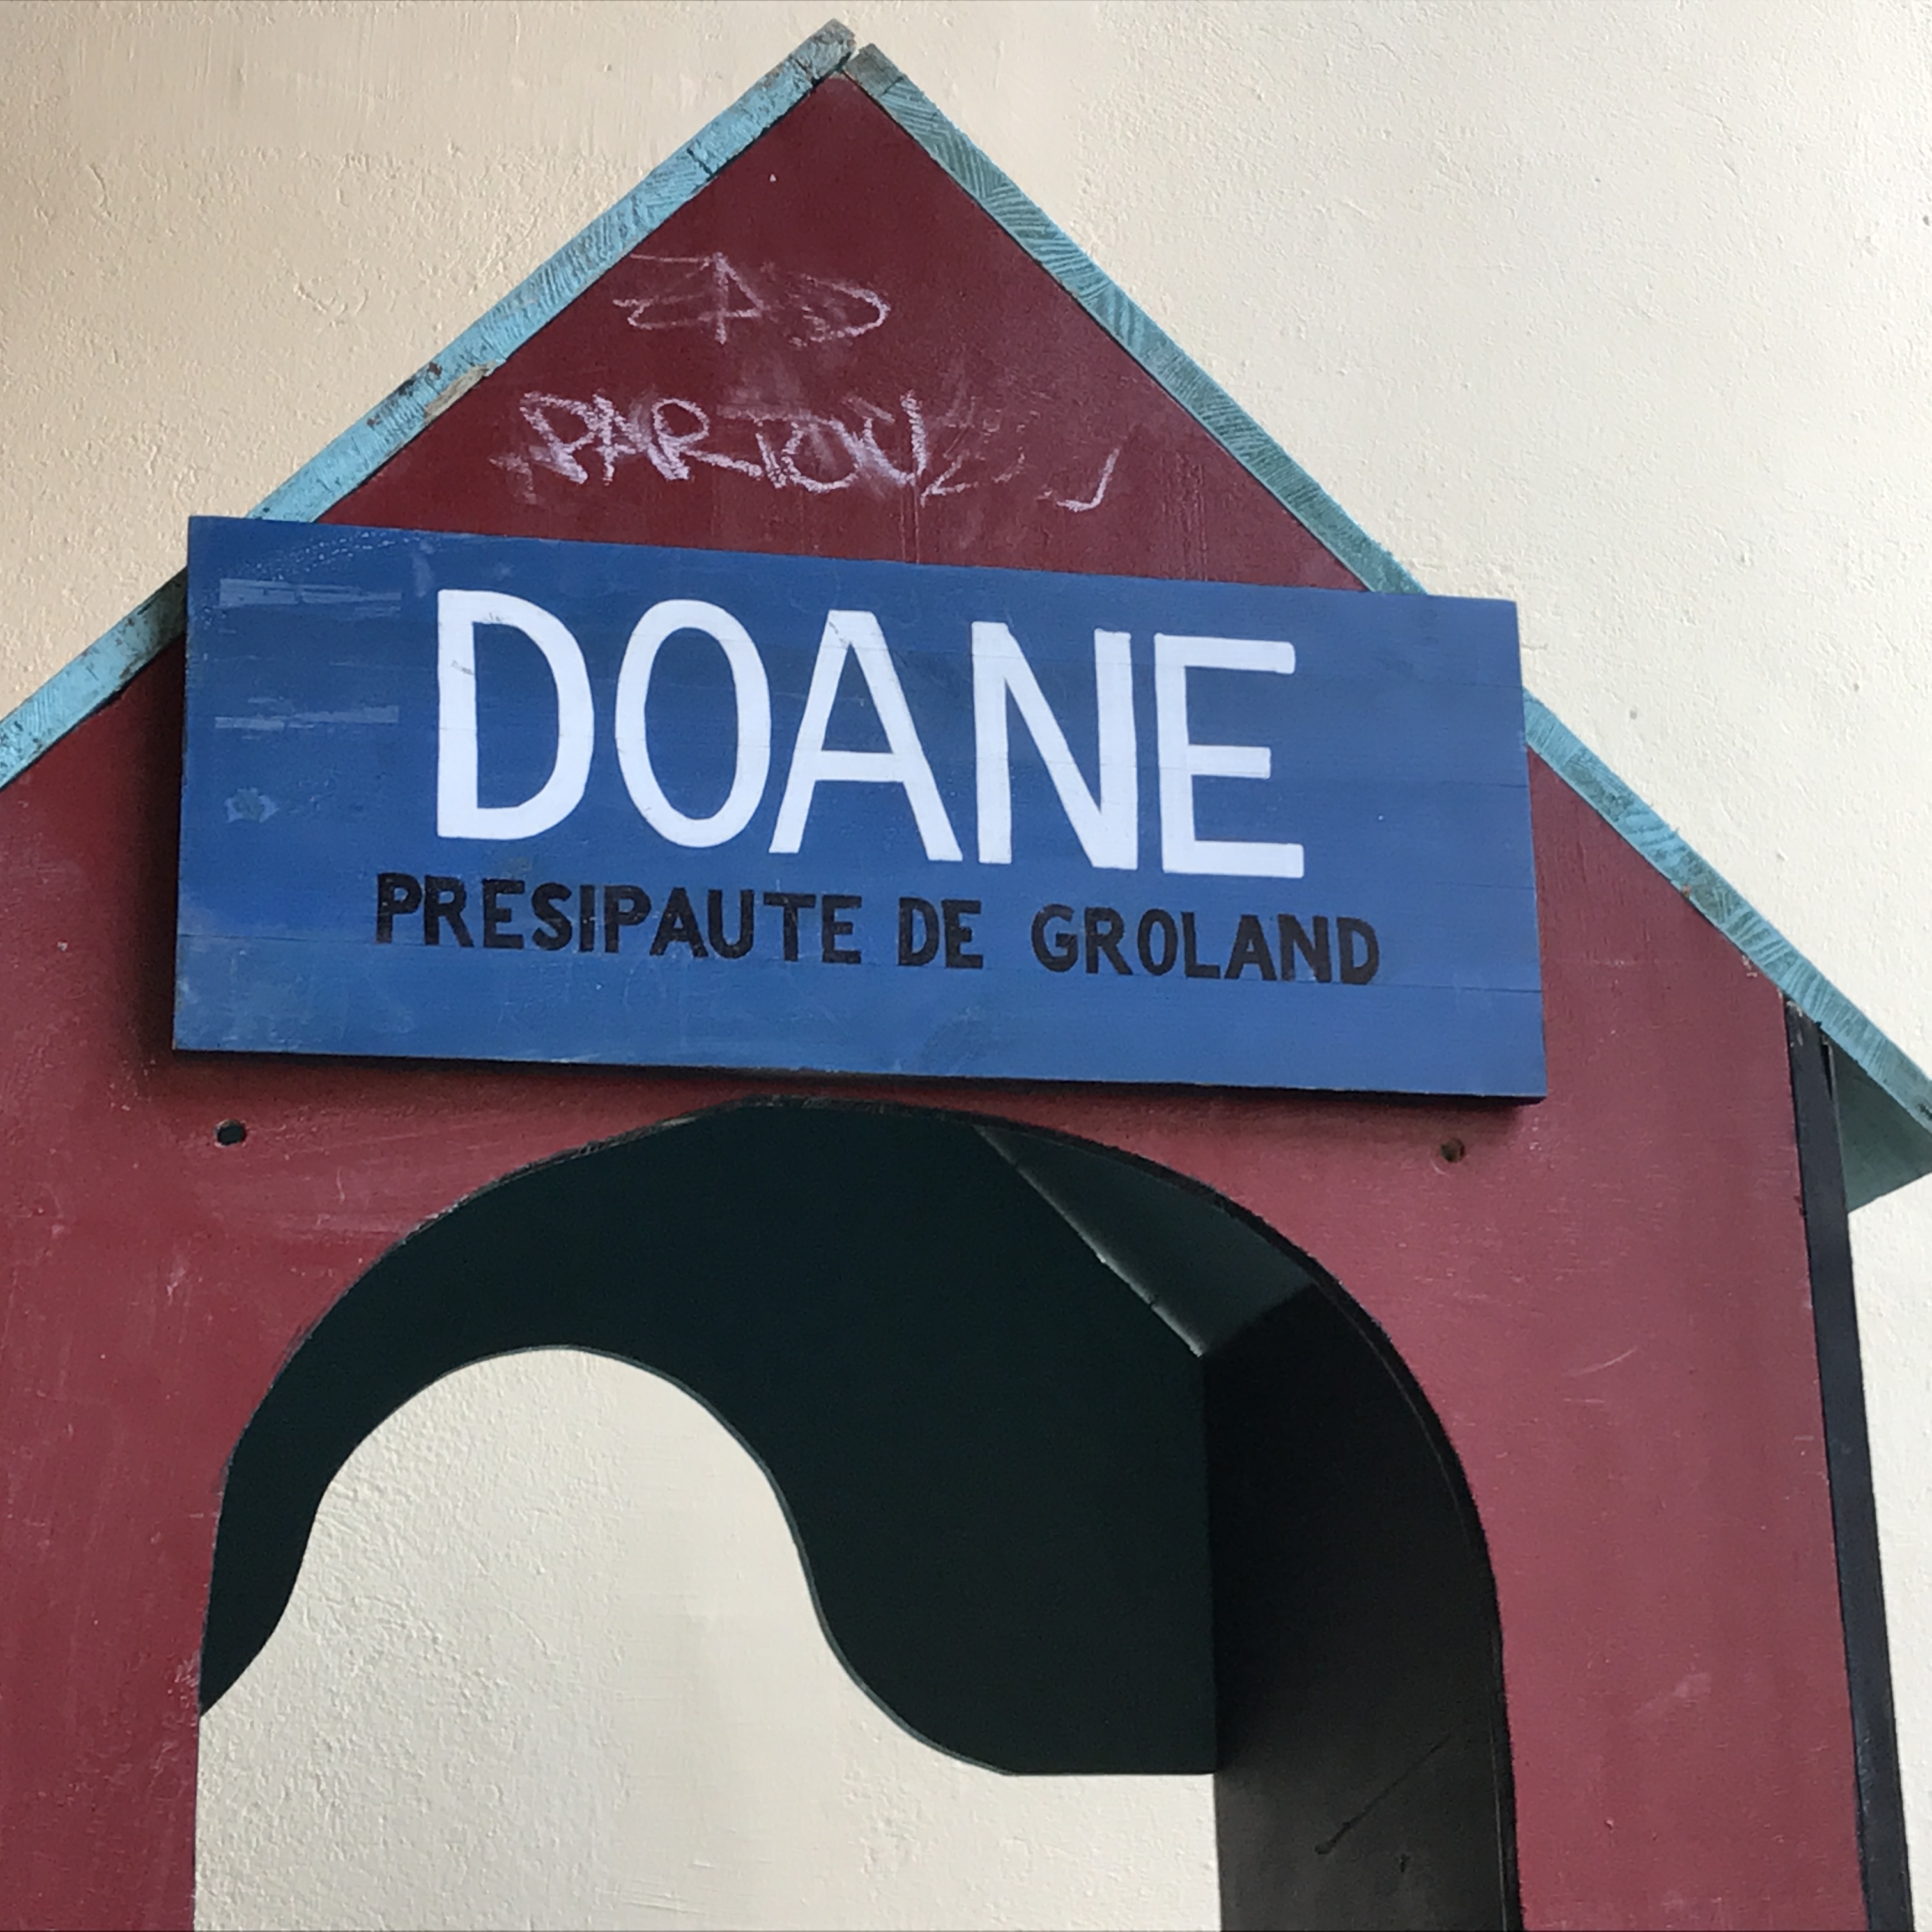 ZAD
PARTOUT
DOANE
PRESIPAUTE DE GROLAND